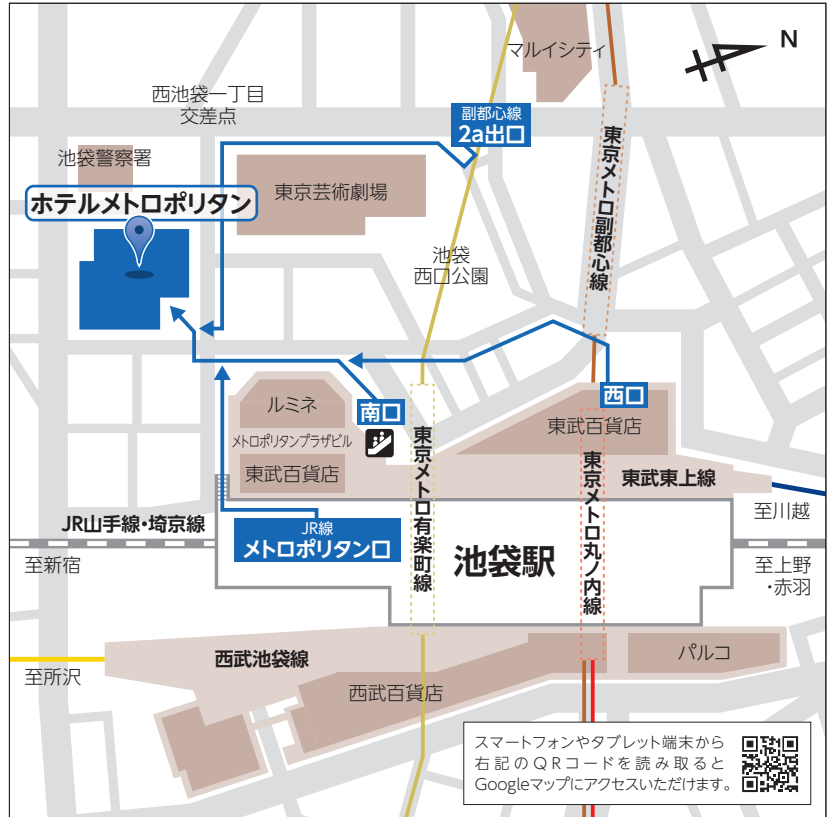 マルイシティ
N
西池袋一丁目
交差点
副都心線
2a出口
池袋警察署
東京メトロ副都心線
ホテルメトロポリタン
東京芸術劇場
池袋
西口公園
ルミネ
南口
西口
メトロポリタンプラザビル
東武百貨店
東武百貨店
東京メトロ有楽町線
東京メトロ丸ノ内線
東武東上線
至川越
JR山手線・埼京線
JR線
メトロポリタン口
池袋駅
至新宿
至上野
・赤羽
西武池袋線
パルコ
至所沢
西武百貨店
スマートフォンやタブレット端末から
右記のQRコードを読み取ると
Googleマップにアクセスいただけます。